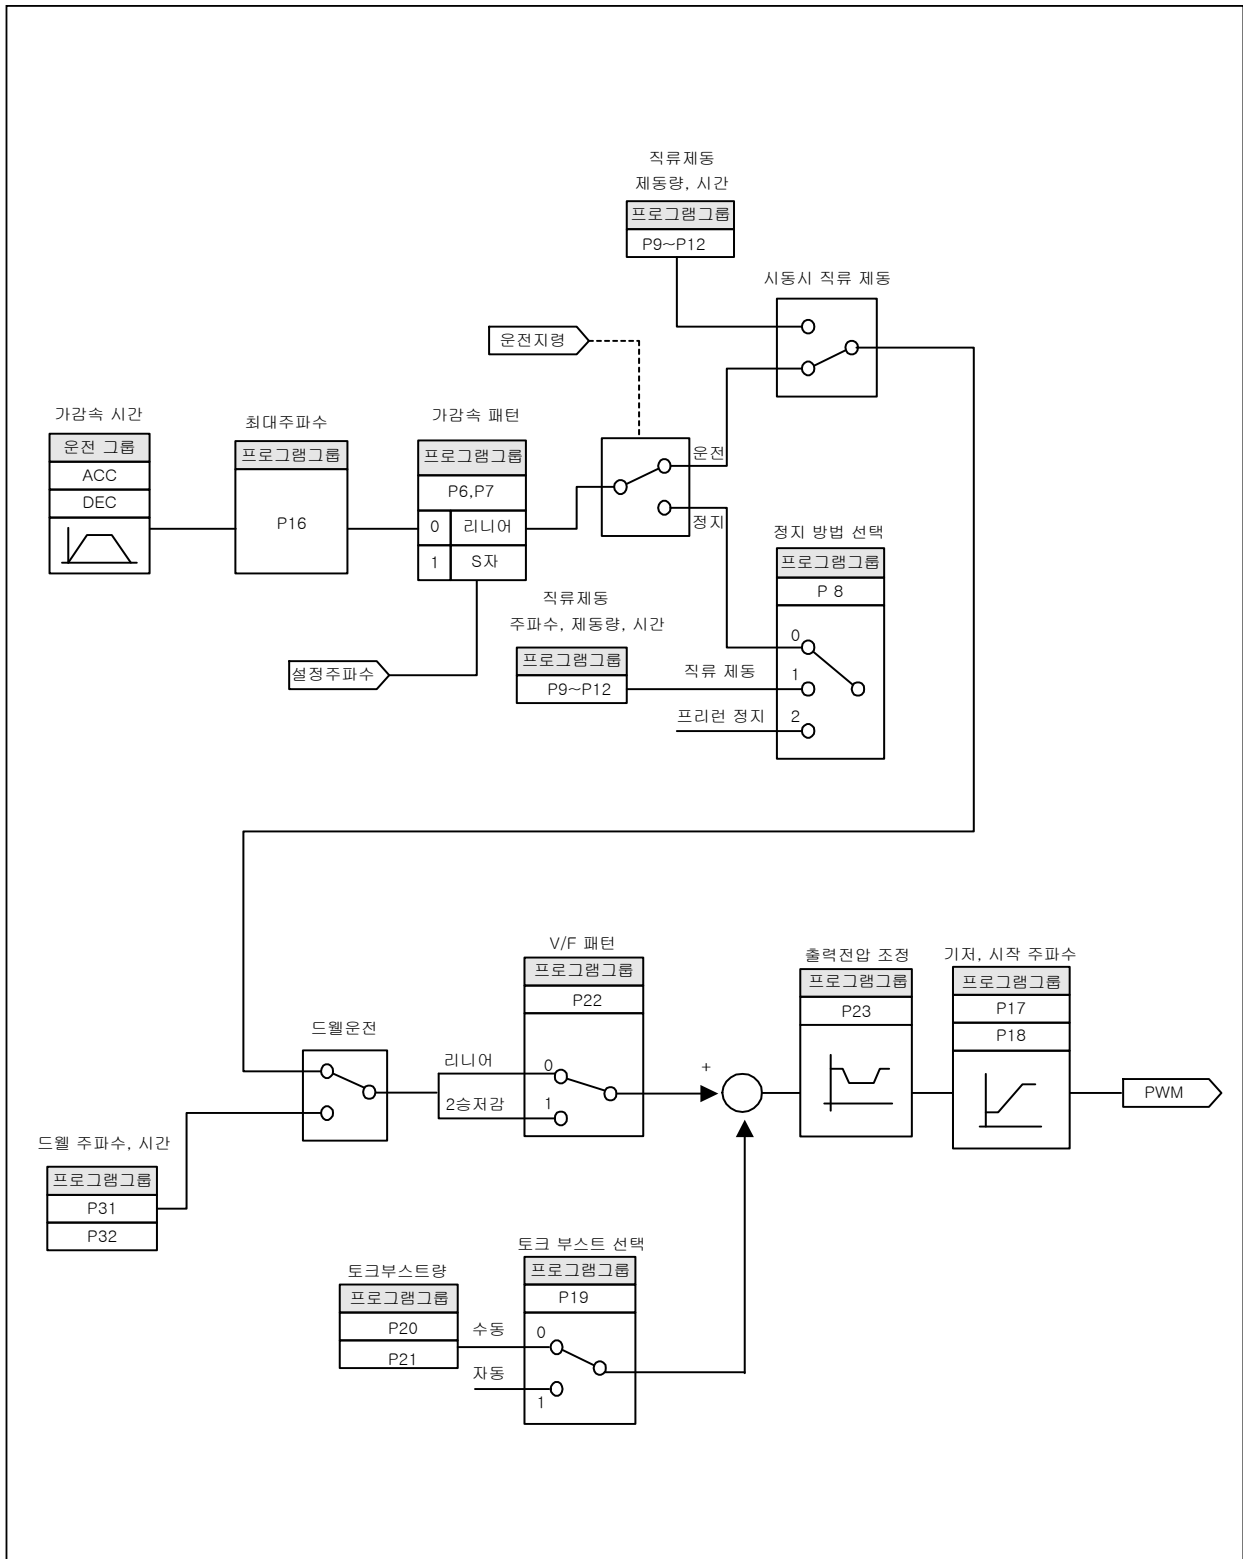 직류제동
제동량, 시간
프로그램그룹
P9~P12
시동시 직류 제동
운전지령
가감속 시간
운전 그룹
ACC
DEC
최대주파수
프로그램그룹
P16
가감속 패턴
프로그램그룹
P6,P7
0 리니어
1 S자
운전
정지
설정주파수
직류제동
주파수, 제동량, 시간
프로그램그룹
P9~P12
정지 방법 선택
프로그램그룹
P 8
0
직류 제동 1
프리런 정지 2
드웰운전
드웰 주파수, 시간
프로그램그룹
P31
P32
V/F 패턴
프로그램그룹
P22
리니어 0
2승저감 1
+
출력전압 조정
프로그램그룹
P23
기저, 시작 주파수
프로그램그룹
P17
P18
PWM
토크부스트량
프로그램그룹
P20
P21
토크 부스트 선택
프로그램그룹
P19
수동 0
자동 1